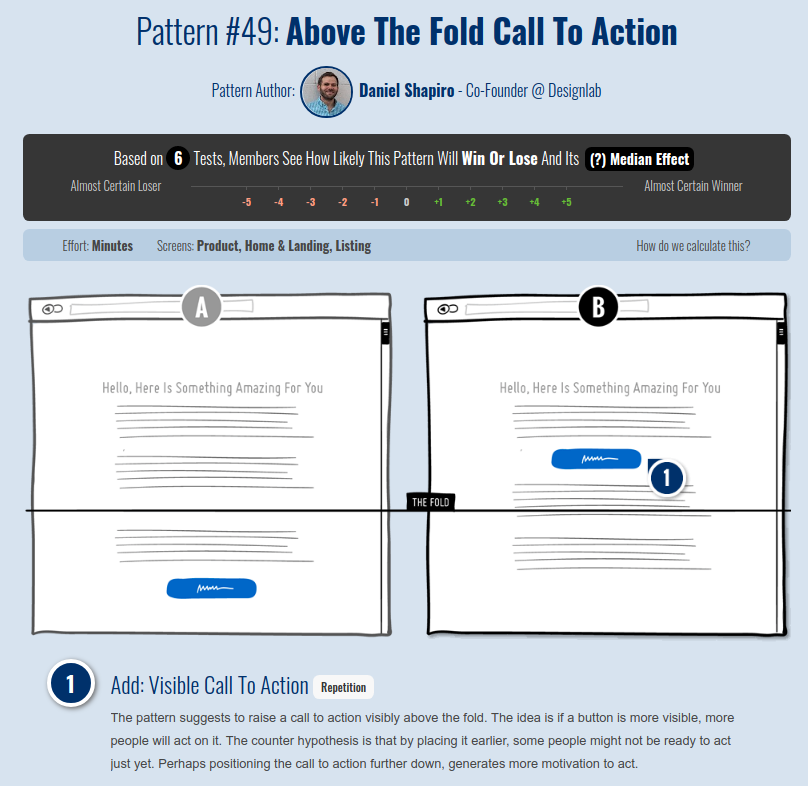 Pattern #49: Above The Fold Call To Action
Pattern Author: Daniel Shapiro - Co-Founder @ Designlab
Based on 6 Tests, Members See How Likely This Pattern Will Win Or Lose And Its (?) Median Effect
Almost Certain Loser
-5 -4 -3 -2 -1 0 +1 +2 +3 +4 +5
Almost Certain Winner
Effort: Minutes Screens: Product, Home & Landing, Listing How do we calculate this?
A
B
Hello, Here Is Something Amazing For You
Hello, Here Is Something Amazing For You
1
THE FOLD
1 Add: Visible Call To Action Repetition
The pattern suggests to raise a call to action visibly above the fold. The idea is if a button is more visible, more
people will act on it. The counter hypothesis is that by placing it earlier, some people might not be ready to act
just yet. Perhaps positioning the call to action further down, generates more motivation to act.